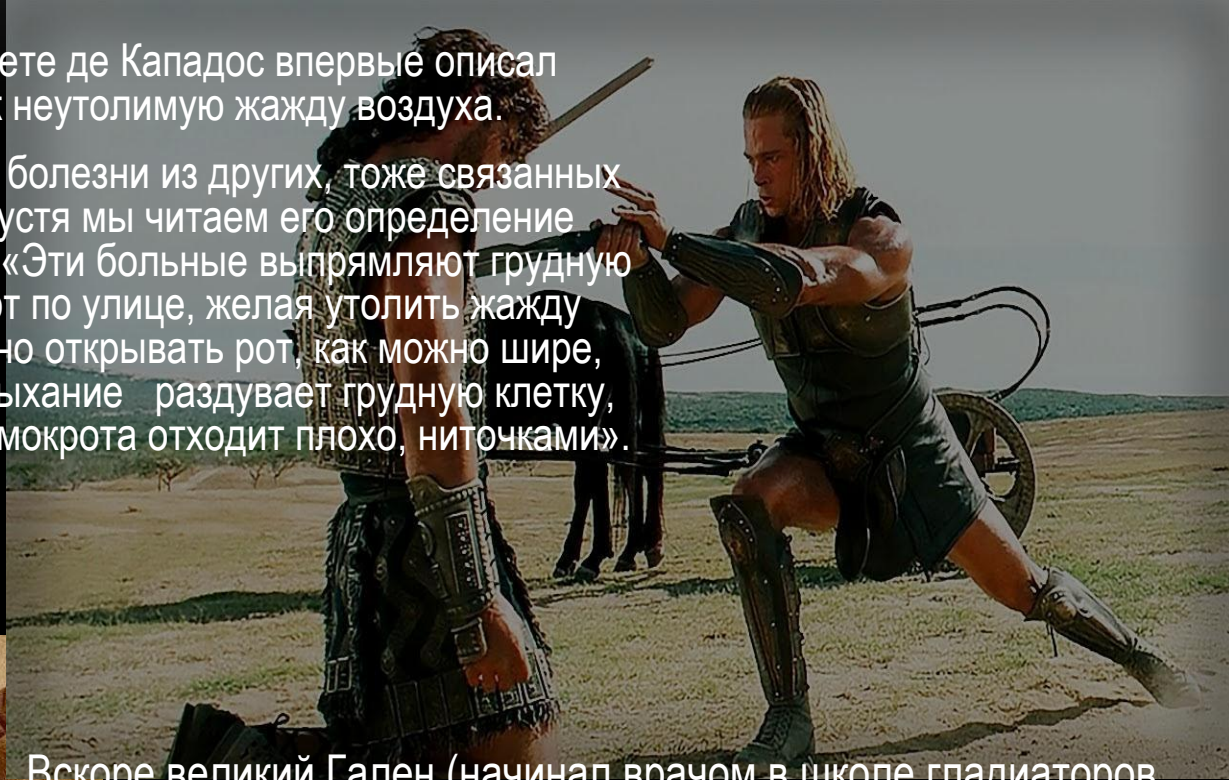 ете де Кападос впервые описал
неутолимую жажду воздуха.
болезни из других, тоже связанных
устя мы читаем его определение
«Эти больные выпрямляют грудную
т по улице, желая утолить жажду
но открывать рот, как можно шире,
ыхание раздувает грудную клетку,
мокрота отходит плохо, ниточками».
Вскоре великий Гален (начинал врачом в школе гладиаторов